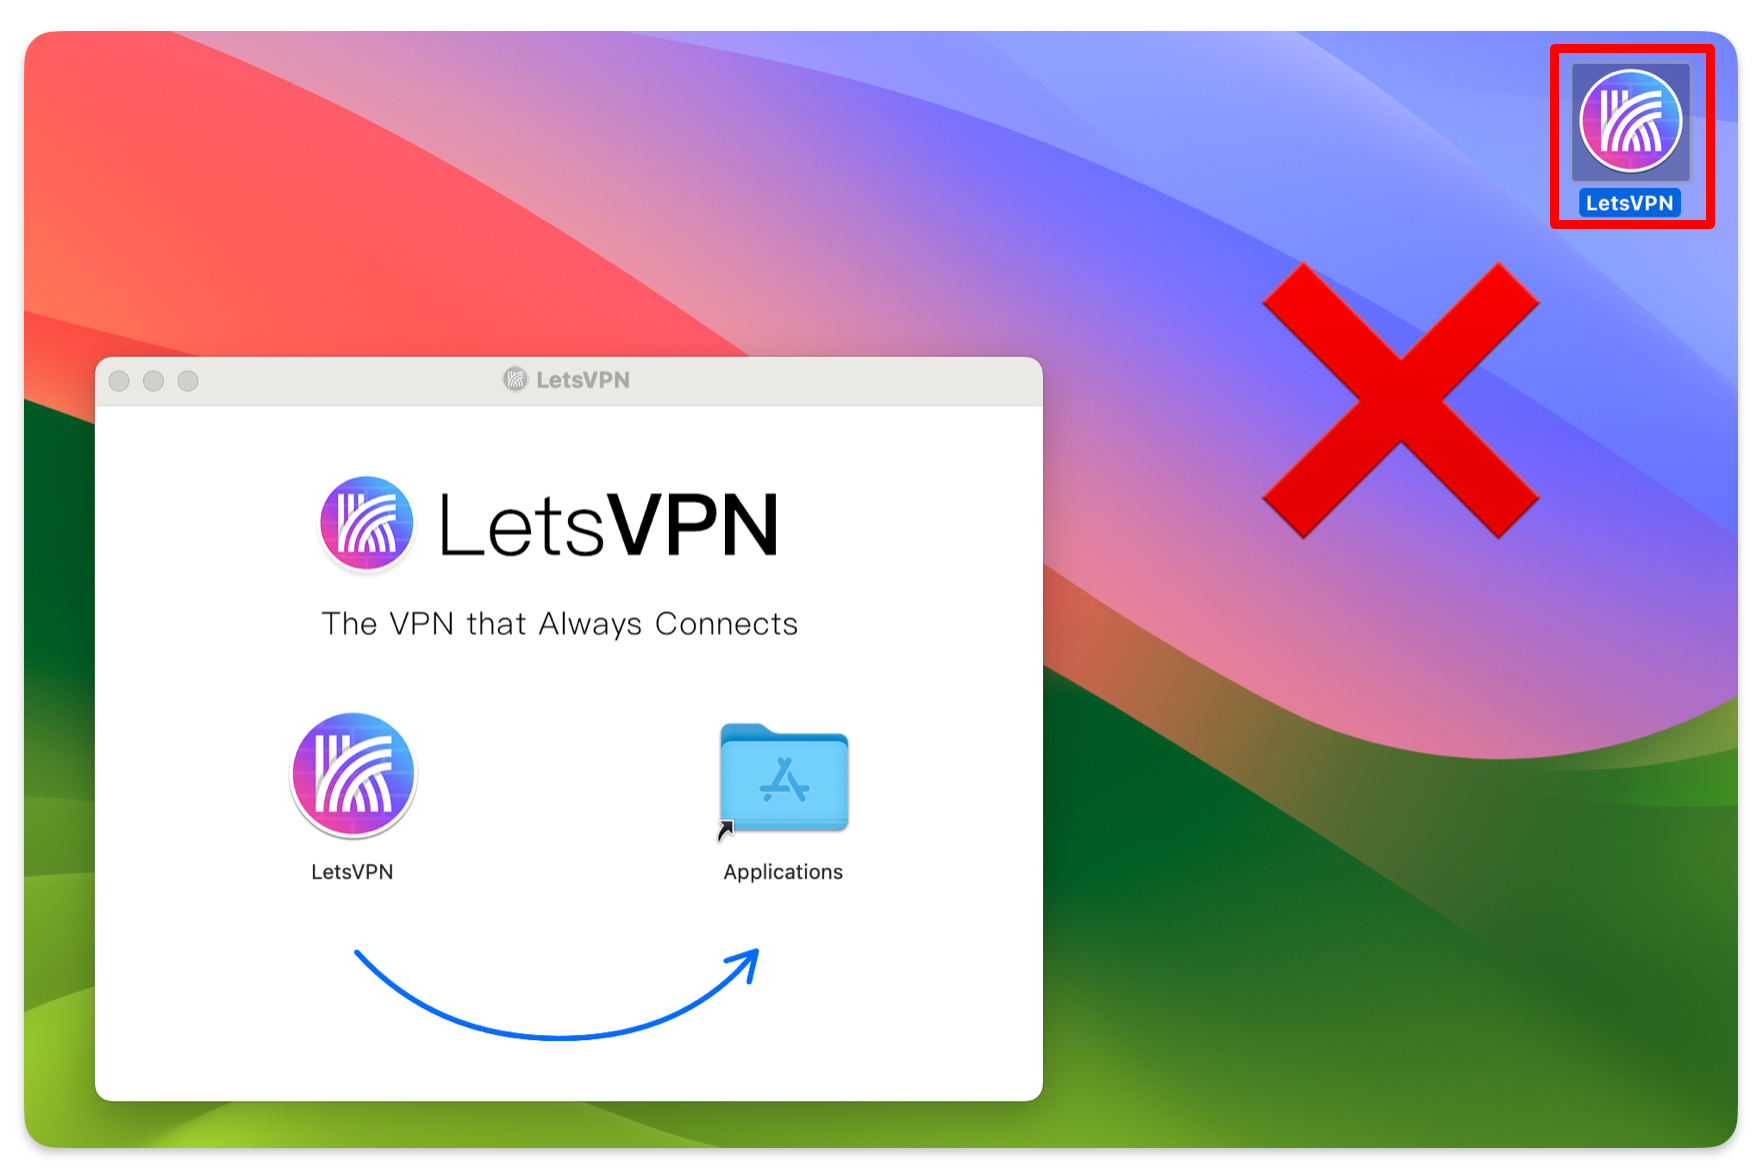 LetsVPN
LetsVPN
LetsVPN
The VPN that Always Connects
LetsVPN
Applications